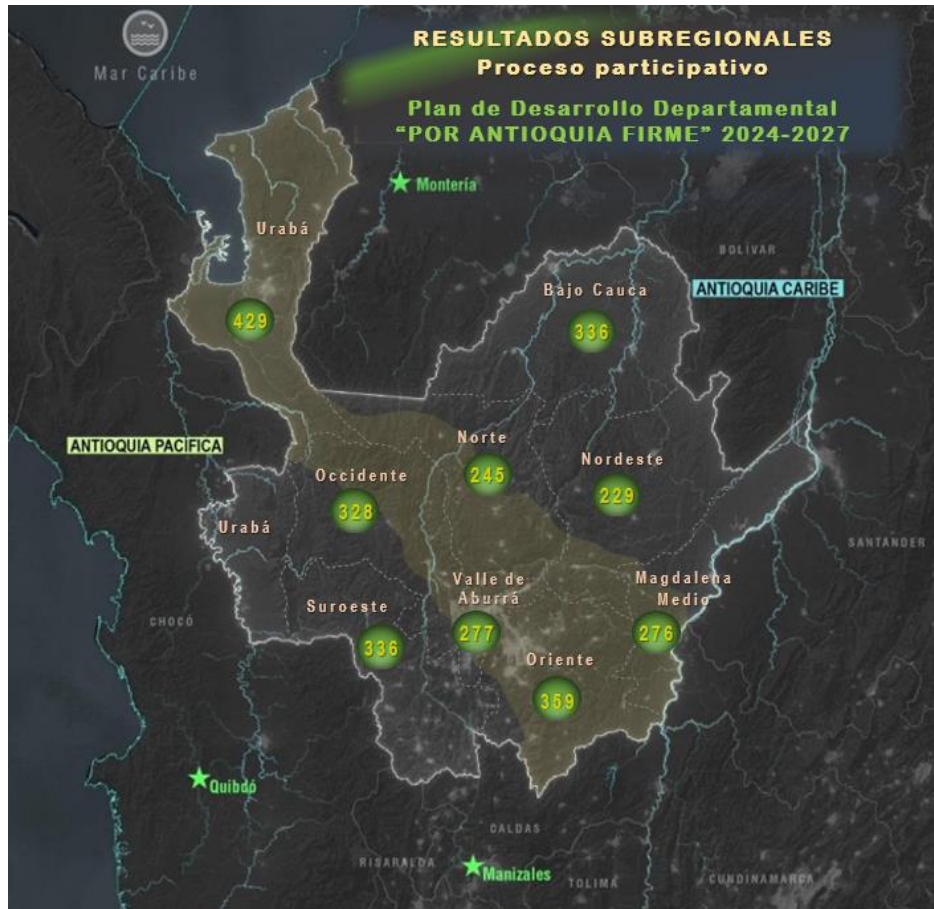 RESULTADOS SUBREGIONALES
Proceso participativo
Plan de Desarrollo Departamental
“POR ANTIOQUIA FIRME” 2024-2027
Mar Caribe
Montería
Urabá
BOLÍVAR
Bajo Cauca
ANTIOQUIA CARIBE
429
336
ANTIOQUIA PACÍFICA
Norte
245
Nordeste
229
Occidente
328
Urabá
SANTANDER
Valle de
Aburrá
277
Magdalena
Medio
276
Suroeste
336
CHOCÓ
Oriente
359
Quibdó
CALDAS
RISARALDA
Manizales
TOLIMA
CUNDINAMARCA